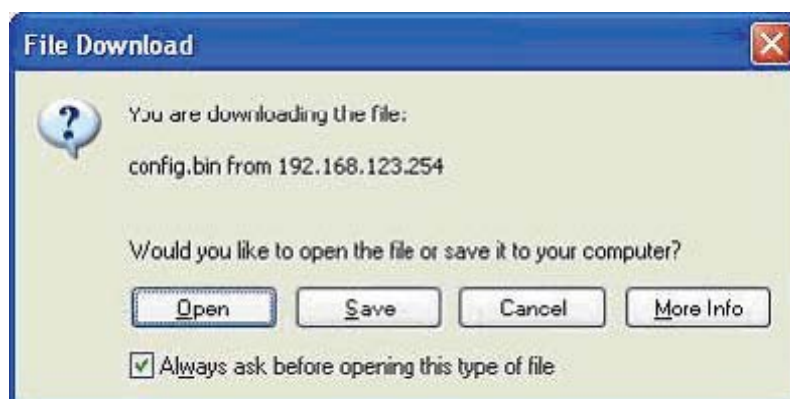 File Download
You are downloading the file:
config.bin from 192.168.123.254
Would you like to open the file or save it to your computer?
Open Save Cancel More Info
Always ask before opening this type of file